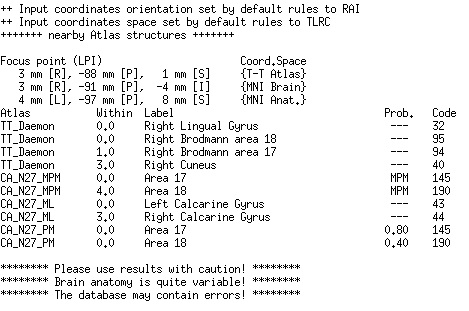 ++ Input coordinates orientation set by default rules to RAI
++ Input coordinates space set by default rules to TLRC
+++++++ nearby Atlas structures +++++++
Focus point (LPI) Coord.Space
3 mm [R], -88 mm [P], 1 mm [S] {T-T Atlas}
3 mm [R], -91 mm [P], -4 mm [I] {MNI Brain}
4 mm [L], -97 mm [P], 8 mm [S] {MNI Anat.}
Atlas Within Label Prob. Code
TT_Daemon 0.0 Right Lingual Gyrus --- 32
TT_Daemon 0.0 Right Brodmann area 18 --- 95
TT_Daemon 1.0 Right Brodmann area 17 --- 94
TT_Daemon 3.0 Right Cuneus --- 40
CA_N27_MPM 0.0 Area 17 MPM 145
CA_N27_MPM 4.0 Area 18 MPM 190
CA_N27_ML 0.0 Left Calcarine Gyrus --- 43
CA_N27_ML 3.0 Right Calcarine Gyrus --- 44
CA_N27_PM 0.0 Area 17 0.80 145
CA_N27_PM 0.0 Area 18 0.40 190
******** Please use results with caution! ********
******** Brain anatomy is quite variable! ********
******** The database may contain errors! ********